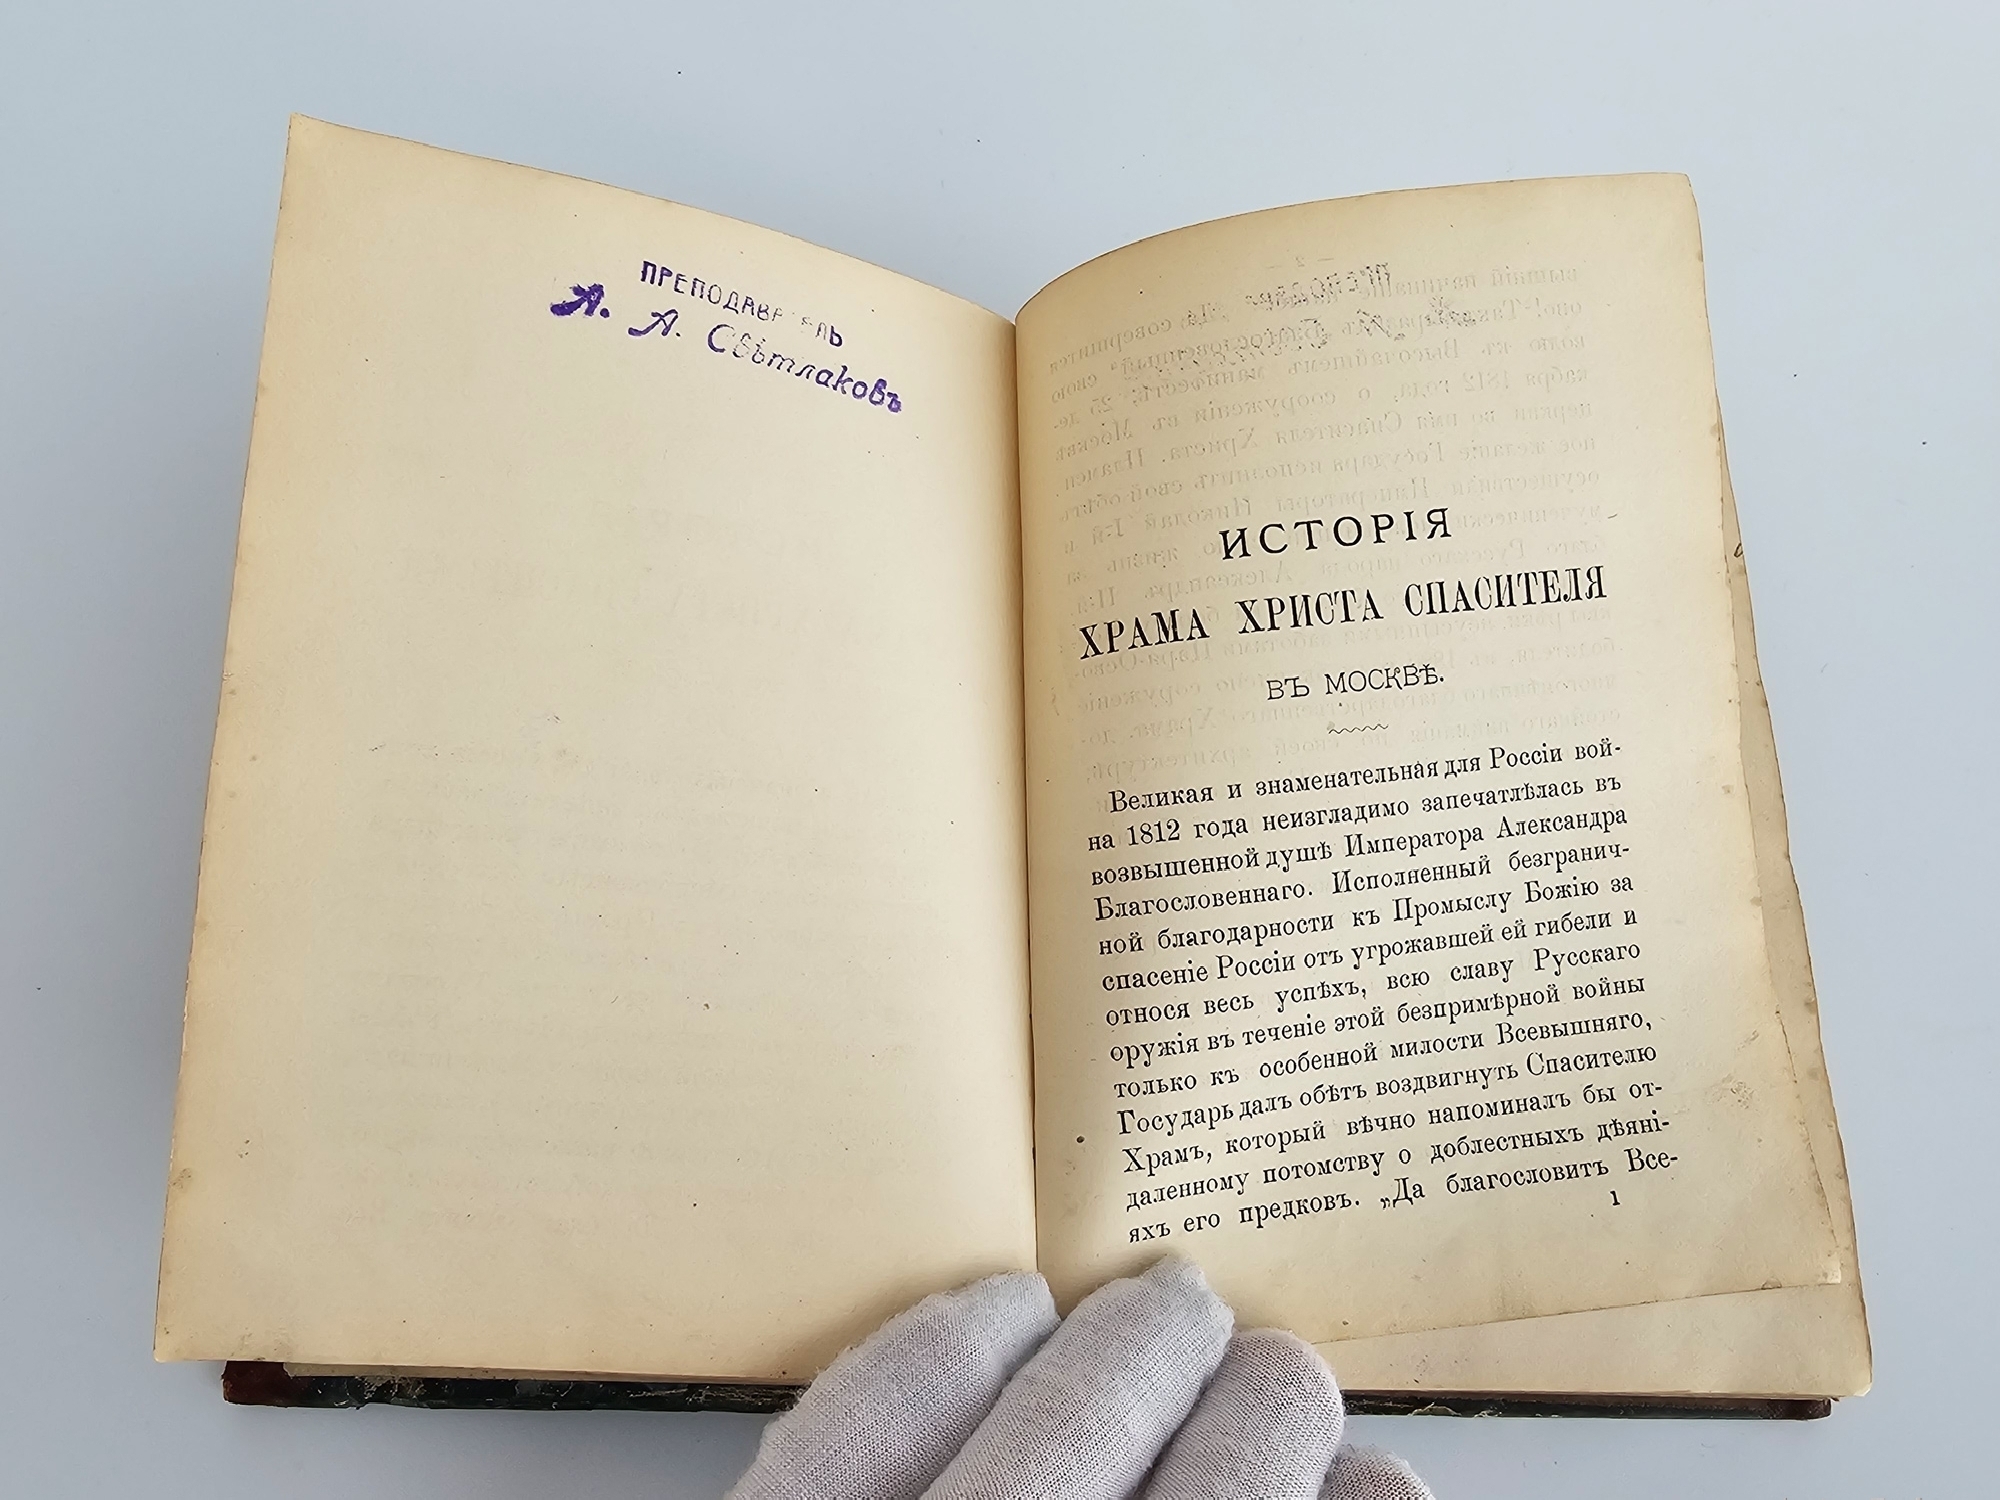 ПРЕПОДАВАТЕЛЬ
А. А. Свѣтлаковъ
ИСТОРІЯ
ХРАМА ХРИСТА СПАСИТЕЛЯ
ВЪ МОСКВѢ.
Великая и знаменательная для Россіи вой-
на 1812 года неизгладимо запечатлѣлась въ
возвышенной душѣ Императора Александра
Благословеннаго. Исполненный безгранич-
ной благодарности къ Промыслу Божію за
спасеніе Россіи отъ угрожавшей ей гибели и
относя весь успѣхъ, всю славу Русскаго
оружія въ теченіе этой безпримѣрной войны
только къ особенной милости Всевышняго,
Государь далъ обѣтъ воздвигнуть Спасителю
Храмъ, который вѣчно напоминалъ бы от-
даленному потомству о доблестныхъ дѣяні-
яхъ его предковъ. „Да благословитъ Все-
1